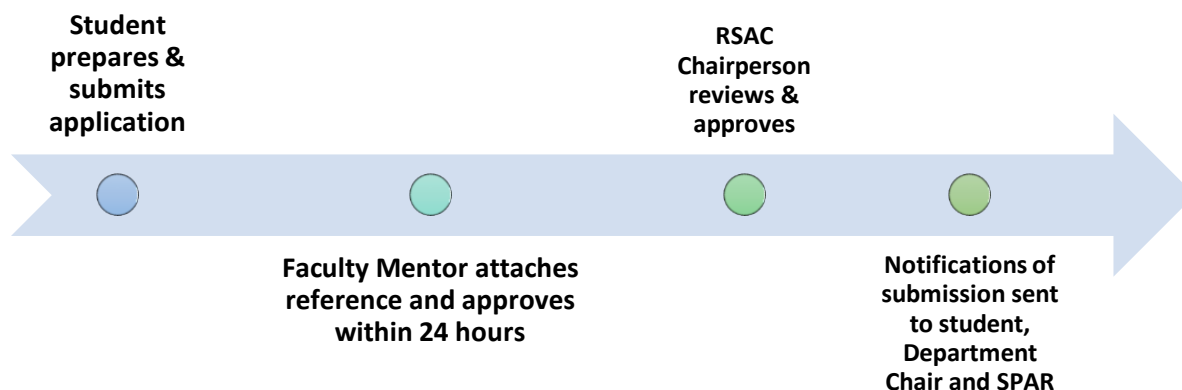 Student
prepares &
submits
application
Faculty Mentor attaches
reference and approves
within 24 hours
RSAC
Chairperson
reviews &
approves
Notifications of
submission sent
to student,
Department
Chair and SPAR